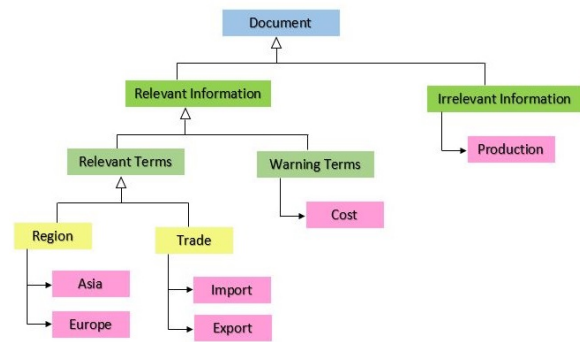 Document
Relevant Information
Irrelevant Information
Production
Relevant Terms
Warning Terms
Cost
Region
Trade
Asia
Import
Europe
Export